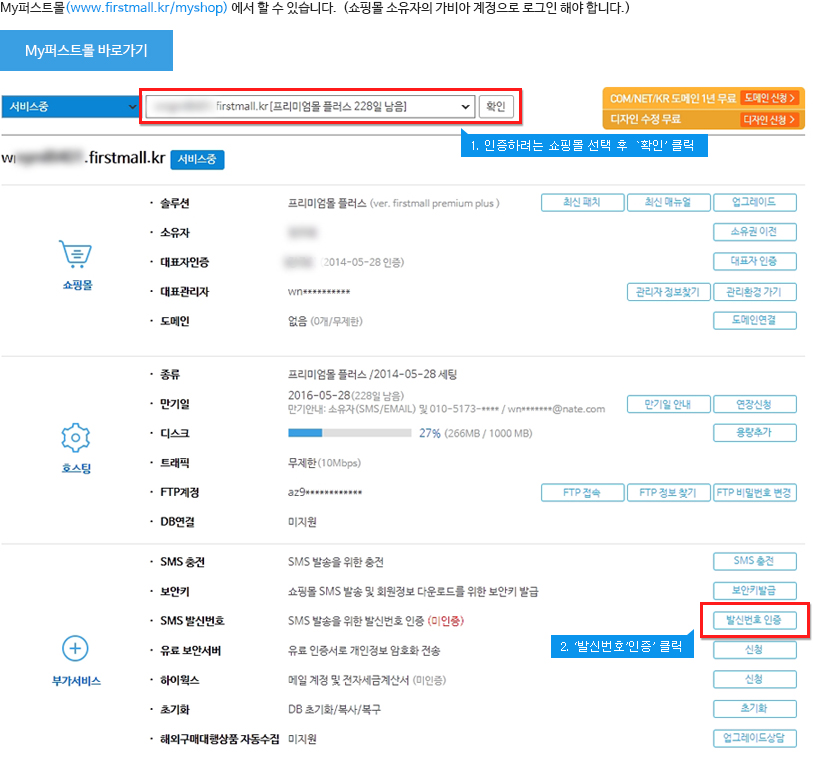 My퍼스트몰(www.firstmall.kr/myshop) 에서 할 수 있습니다. (쇼핑몰 소유자의 가비아 계정으로 로그인 해야 합니다.)
My퍼스트몰 바로가기
서비스중
.firstmall.kr [프리미엄몰 플러스 228일 남음]
확인
COM/NET/KR 도메인 1년 무료 도메인 신청 >
디자인 수정 무료 디자인 신청 >
1. 인증하려는 쇼핑몰 선택 후 '확인' 클릭
.firstmall.kr 서비스중
쇼핑몰
· 솔루션 프리미엄몰 플러스 (ver. firstmall premium plus ) 최신 패치 최신 매뉴얼 업그레이드
· 소유자 소유권 이전
· 대표자인증 (2014-05-28 인증) 대표자 인증
· 대표관리자 wn********** 관리자 정보찾기 관리환경 가기
· 도메인 없음 (0개/무제한) 도메인연결
호스팅
· 종류 프리미엄몰 플러스 /2014-05-28 세팅
· 만기일 2016-05-28(228일 남음) 만기일 안내 연장신청
만기안내: 소유자(SMS/EMAIL) 및 010-5173-**** / wn*******@nate.com
· 디스크 27% (266MB / 1000 MB) 용량추가
· 트래픽 무제한(10Mbps)
· FTP계정 az9************ FTP 접속 FTP 정보 찾기 FTP 비밀번호 변경
· DB연결 미지원
부가서비스
· SMS 충전 SMS 발송을 위한 충전 SMS 충전
· 보안키 쇼핑몰 SMS 발송 및 회원정보 다운로드를 위한 보안키 발급 보안키발급
· SMS 발신번호 SMS 발송을 위한 발신번호 인증 (미인증) 발신번호 인증
2. '발신번호'인증' 클릭
· 유료 보안서버 유료 인증서로 개인정보 암호화 전송 신청
· 하이웍스 메일 계정 및 전자세금계산서 (미인증) 신청
· 초기화 DB 초기화/복사/복구 초기화
· 해외구매대행상품 자동수집 미지원 업그레이드상담